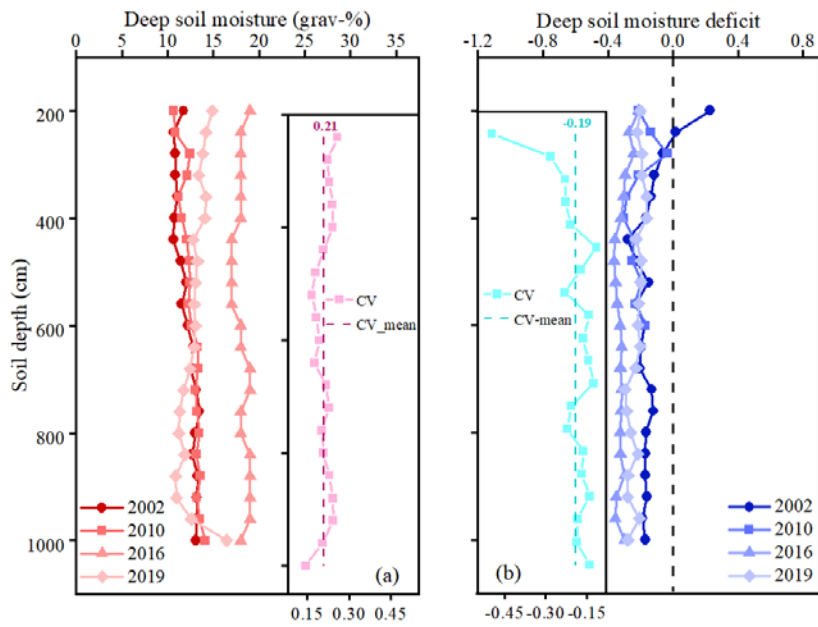 Deep soil moisture (grav-%)
0 5 10 15 20 25 30 35
Soil depth (cm)
200
400
600
800
1000
0.21
CV
CV_mean
2002
2010
2016
2019
(a)
0.15 0.30 0.45
Deep soil moisture deficit
-1.2 -0.8 -0.4 0.0 0.4 0.8
-0.19
CV
CV-mean
(b)
2002
2010
2016
2019
-0.45 -0.30 -0.15